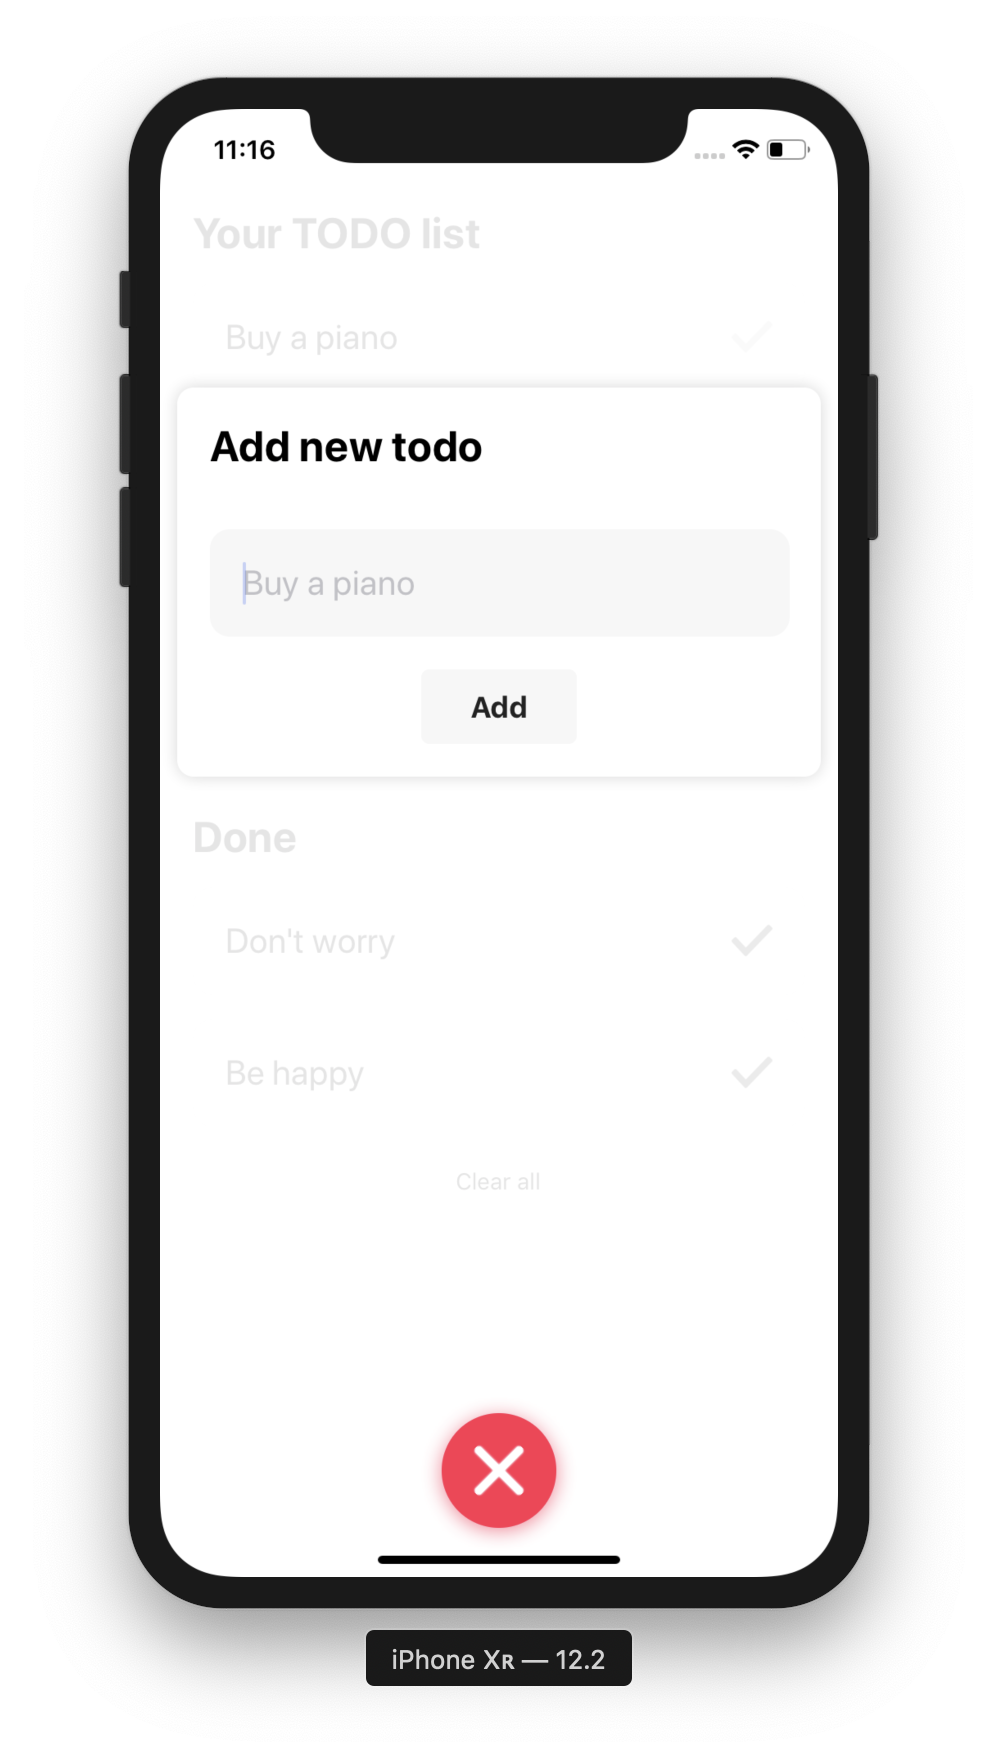 11:16
Your TODO list
Buy a piano
Add new todo
Buy a piano
Add
Done
Don't worry
Be happy
Clear all
iPhone Xʀ — 12.2